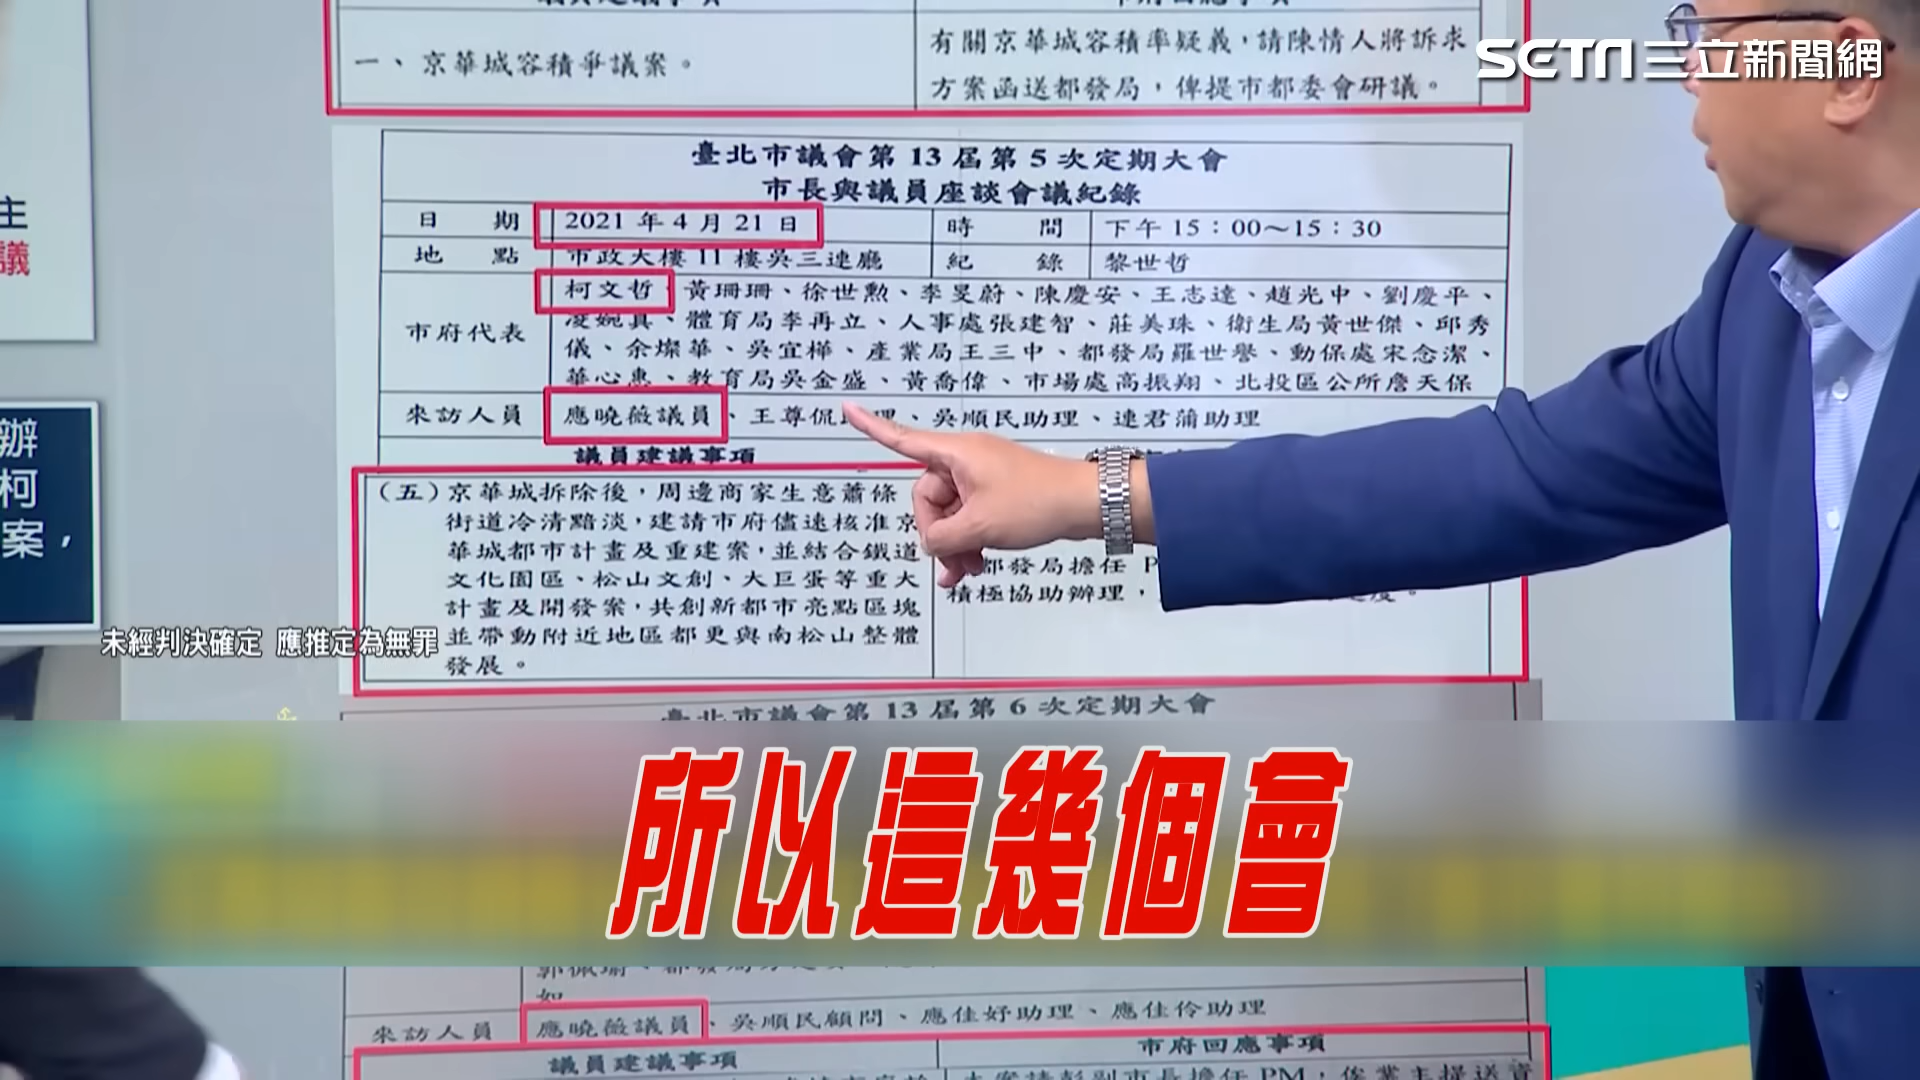 SETN三立新聞網
有關京華城容積率疑義，請陳情人將訴求
一、京華城容積爭議案。
方案函送都發局，俾提市都委會研議。
臺北市議會第13屆第5次定期大會
市長與議員座談會議紀錄
日 期 2021年4月21日 時 間 下午15：00～15：30
地 點 市政大樓11樓吳三連廳 紀 錄 黎世哲
市府代表
柯文哲、黃珊珊、徐世勲、李旻蔚、陳慶安、王志達、趙光中、劉慶平、
凌婉真、體育局李再立、人事處張建智、莊美珠、衛生局黃世傑、邱秀
儀、余燦華、吳宜樺、產業局王三中、都發局羅世譽、動保處宋念潔、
華心惠、教育局吳金盛、黃喬偉、市場處高振翔、北投區公所詹天保
來訪人員 應曉薇議員、王尊侃助理、吳順民助理、連君蒲助理
議員建議事項
（五）京華城拆除後，周邊商家生意蕭條
街道冷清黯淡，建請市府儘速核准京
華城都市計畫及重建案，並結合鐵道
文化園區、松山文創、大巨蛋等重大
計畫及開發案，共創新都市亮點區塊
並帶動附近地區都更與南松山整體
發展。
都發局擔任 P
積極協助辦理，
主
議
辦
柯
案，
未經判決確定 應推定為無罪
臺北市議會第13屆第6次定期大會
所以這幾個會
如
來訪人員 應曉薇議員、吳順民顧問、應佳妤助理、應佳伶助理
議員建議事項 市府回應事項